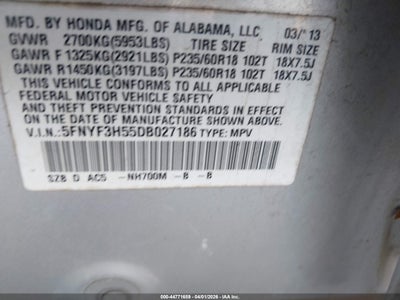 MFD. BY HONDA MFG. OF ALABAMA, LLC 03/'13
GVWR 2700KG(5953LBS) TIRE SIZE RIM SIZE
GAWR F 1325KG(2921LBS) P235/60R18 102T 18X7.5J
GAWR R1450KG(3197LBS) P235/60R18 102T 18X7.5J
THIS VEHICLE CONFORMS TO ALL APPLICABLE
FEDERAL MOTOR VEHICLE SAFETY AND
THEFT PREVENTION STANDARDS IN EFFECT ON
THE DATE OF MANUFACTURE SHOWN ABOVE.
V.I.N.:5FNYF3H55DB027186 TYPE: MPV
SZB D AC5 -NH700M -B -B
000-44771659 04/01/2026 IAA, Inc.